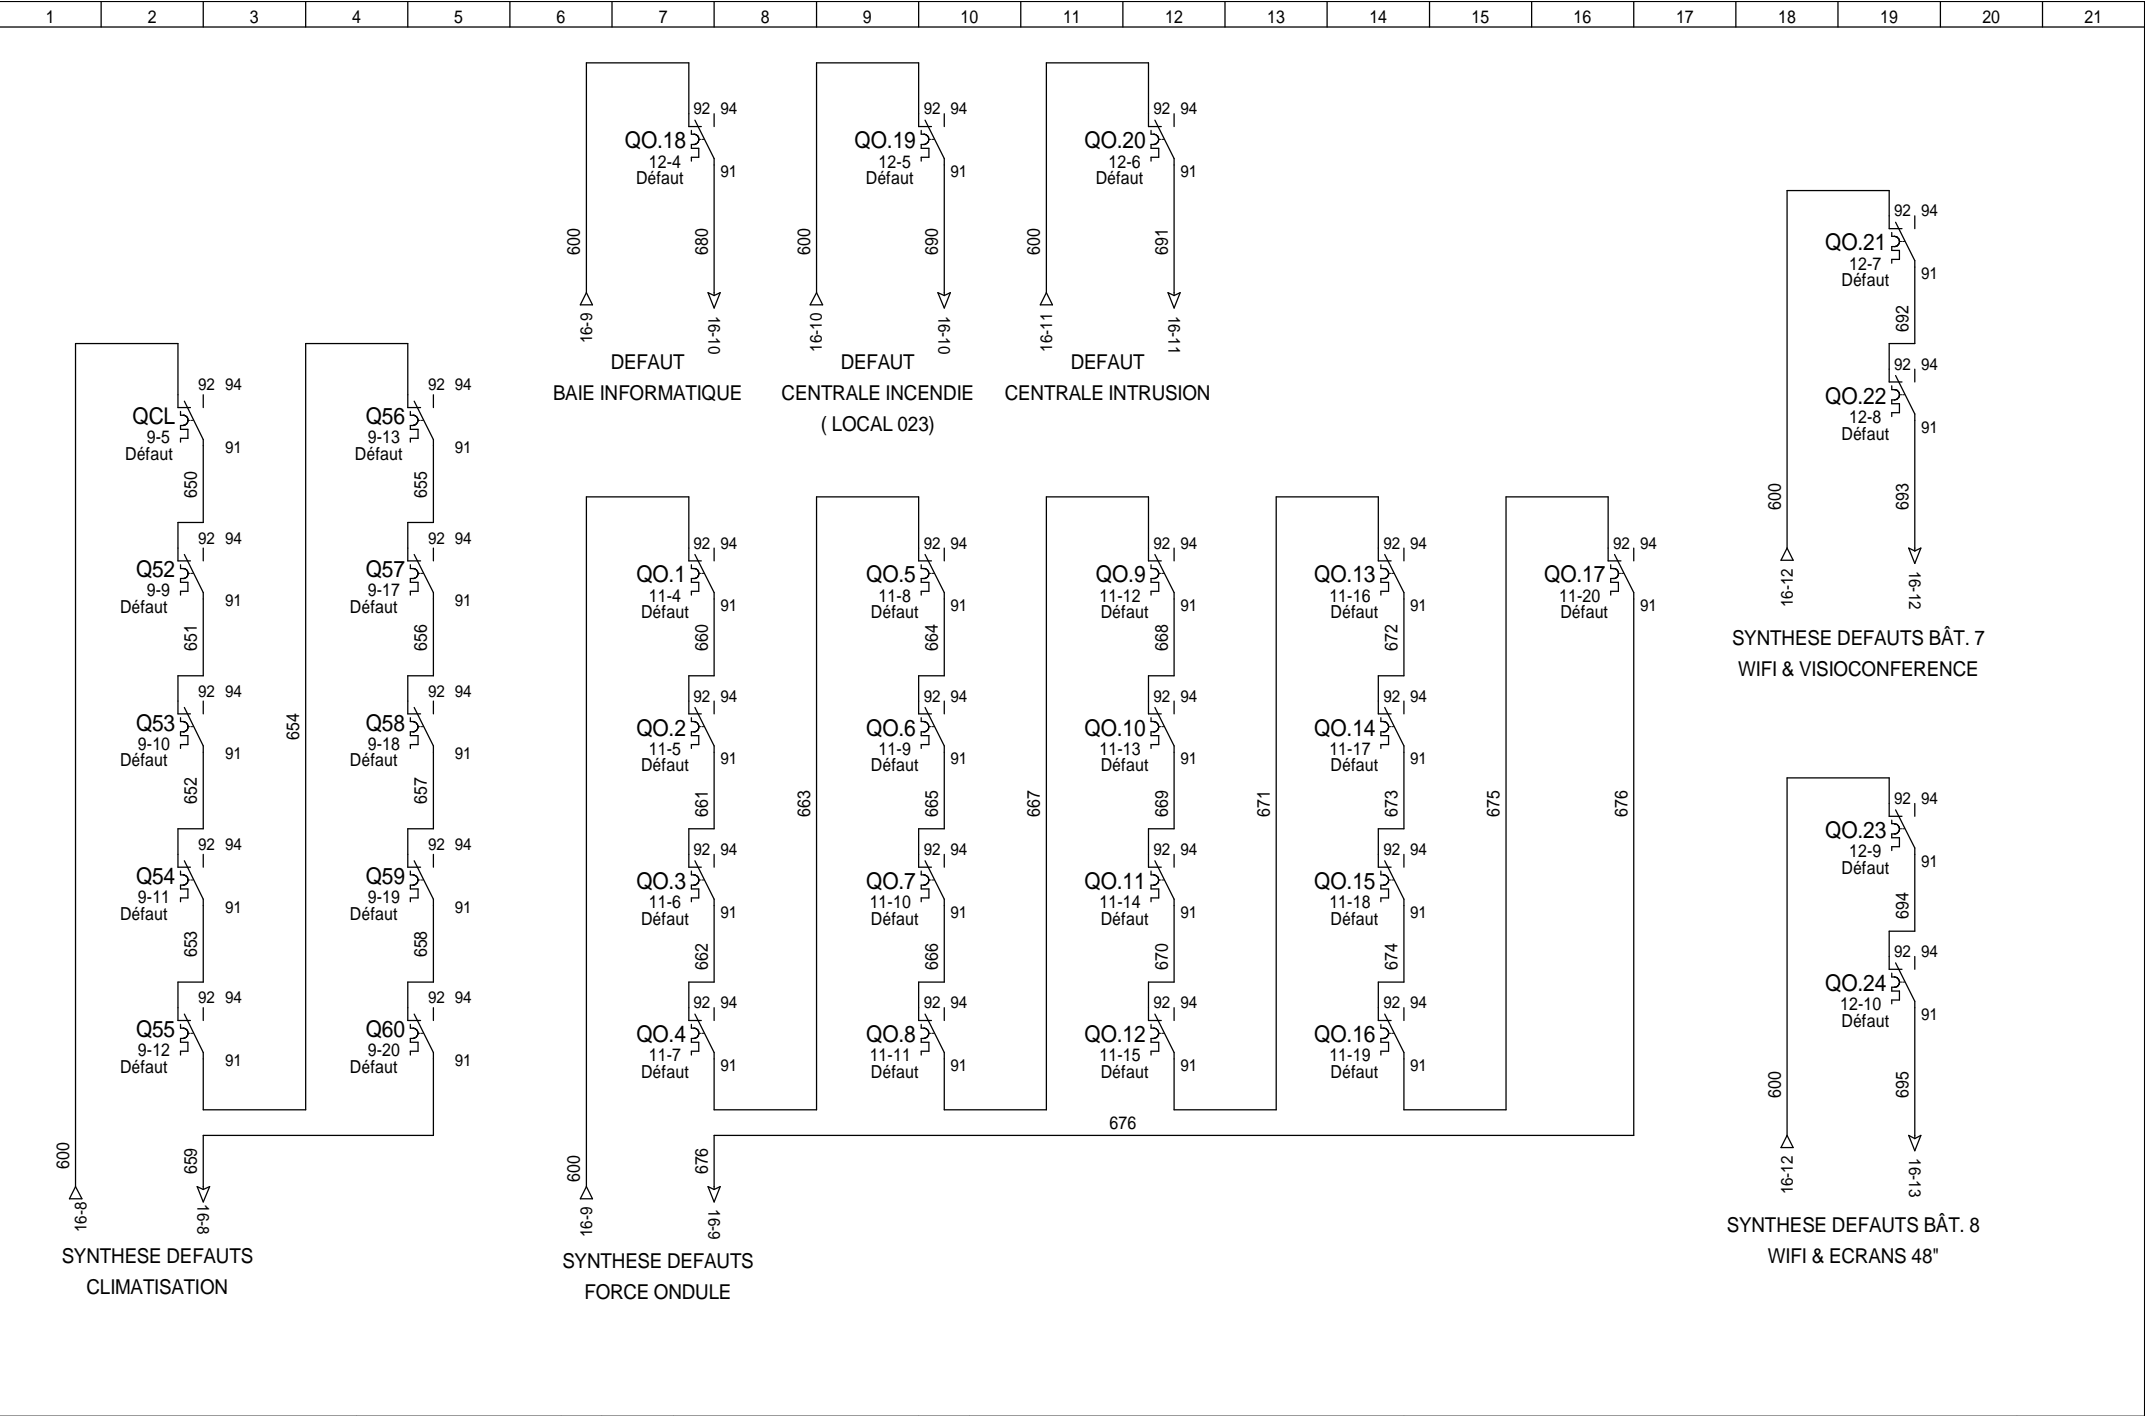 1 2 3 4 5 6 7 8 9 10 11 12 13 14 15 16 17 18 19 20 21
92 94
QO.18
12-4
Défaut
91
600
680
16-9
16-10
DEFAUT
BAIE INFORMATIQUE
92 94
QO.19
12-5
Défaut
91
600
690
16-10
16-10
DEFAUT
CENTRALE INCENDIE
( LOCAL 023)
92 94
QO.20
12-6
Défaut
91
600
691
16-11
16-11
DEFAUT
CENTRALE INTRUSION
92 94
QO.21
12-7
Défaut
91
692
92 94
QO.22
12-8
Défaut
91
600
693
16-12
16-12
SYNTHESE DEFAUTS BÂT. 7
WIFI & VISIOCONFERENCE
92 94
QCL
9-5
Défaut
91
650
92 94
Q52
9-9
Défaut
91
651
92 94
Q53
9-10
Défaut
91
652
92 94
Q54
9-11
Défaut
91
653
92 94
Q55
9-12
Défaut
91
654
92 94
Q56
9-13
Défaut
91
655
92 94
Q57
9-17
Défaut
91
656
92 94
Q58
9-18
Défaut
91
657
92 94
Q59
9-19
Défaut
91
658
92 94
Q60
9-20
Défaut
91
600
659
16-8
16-8
SYNTHESE DEFAUTS
CLIMATISATION
92 94
QO.1
11-4
Défaut
91
660
92 94
QO.2
11-5
Défaut
91
661
92 94
QO.3
11-6
Défaut
91
662
92 94
QO.4
11-7
Défaut
91
663
92 94
QO.5
11-8
Défaut
91
664
92 94
QO.6
11-9
Défaut
91
665
92 94
QO.7
11-10
Défaut
91
666
92 94
QO.8
11-11
Défaut
91
667
92 94
QO.9
11-12
Défaut
91
668
92 94
QO.10
11-13
Défaut
91
669
92 94
QO.11
11-14
Défaut
91
670
92 94
QO.12
11-15
Défaut
91
671
92 94
QO.13
11-16
Défaut
91
672
92 94
QO.14
11-17
Défaut
91
673
92 94
QO.15
11-18
Défaut
91
674
92 94
QO.16
11-19
Défaut
91
675
92 94
QO.17
11-20
Défaut
91
676
676
600
676
16-9
16-9
SYNTHESE DEFAUTS
FORCE ONDULE
92 94
QO.23
12-9
Défaut
91
694
92 94
QO.24
12-10
Défaut
91
600
695
16-12
16-13
SYNTHESE DEFAUTS BÂT. 8
WIFI & ECRANS 48"